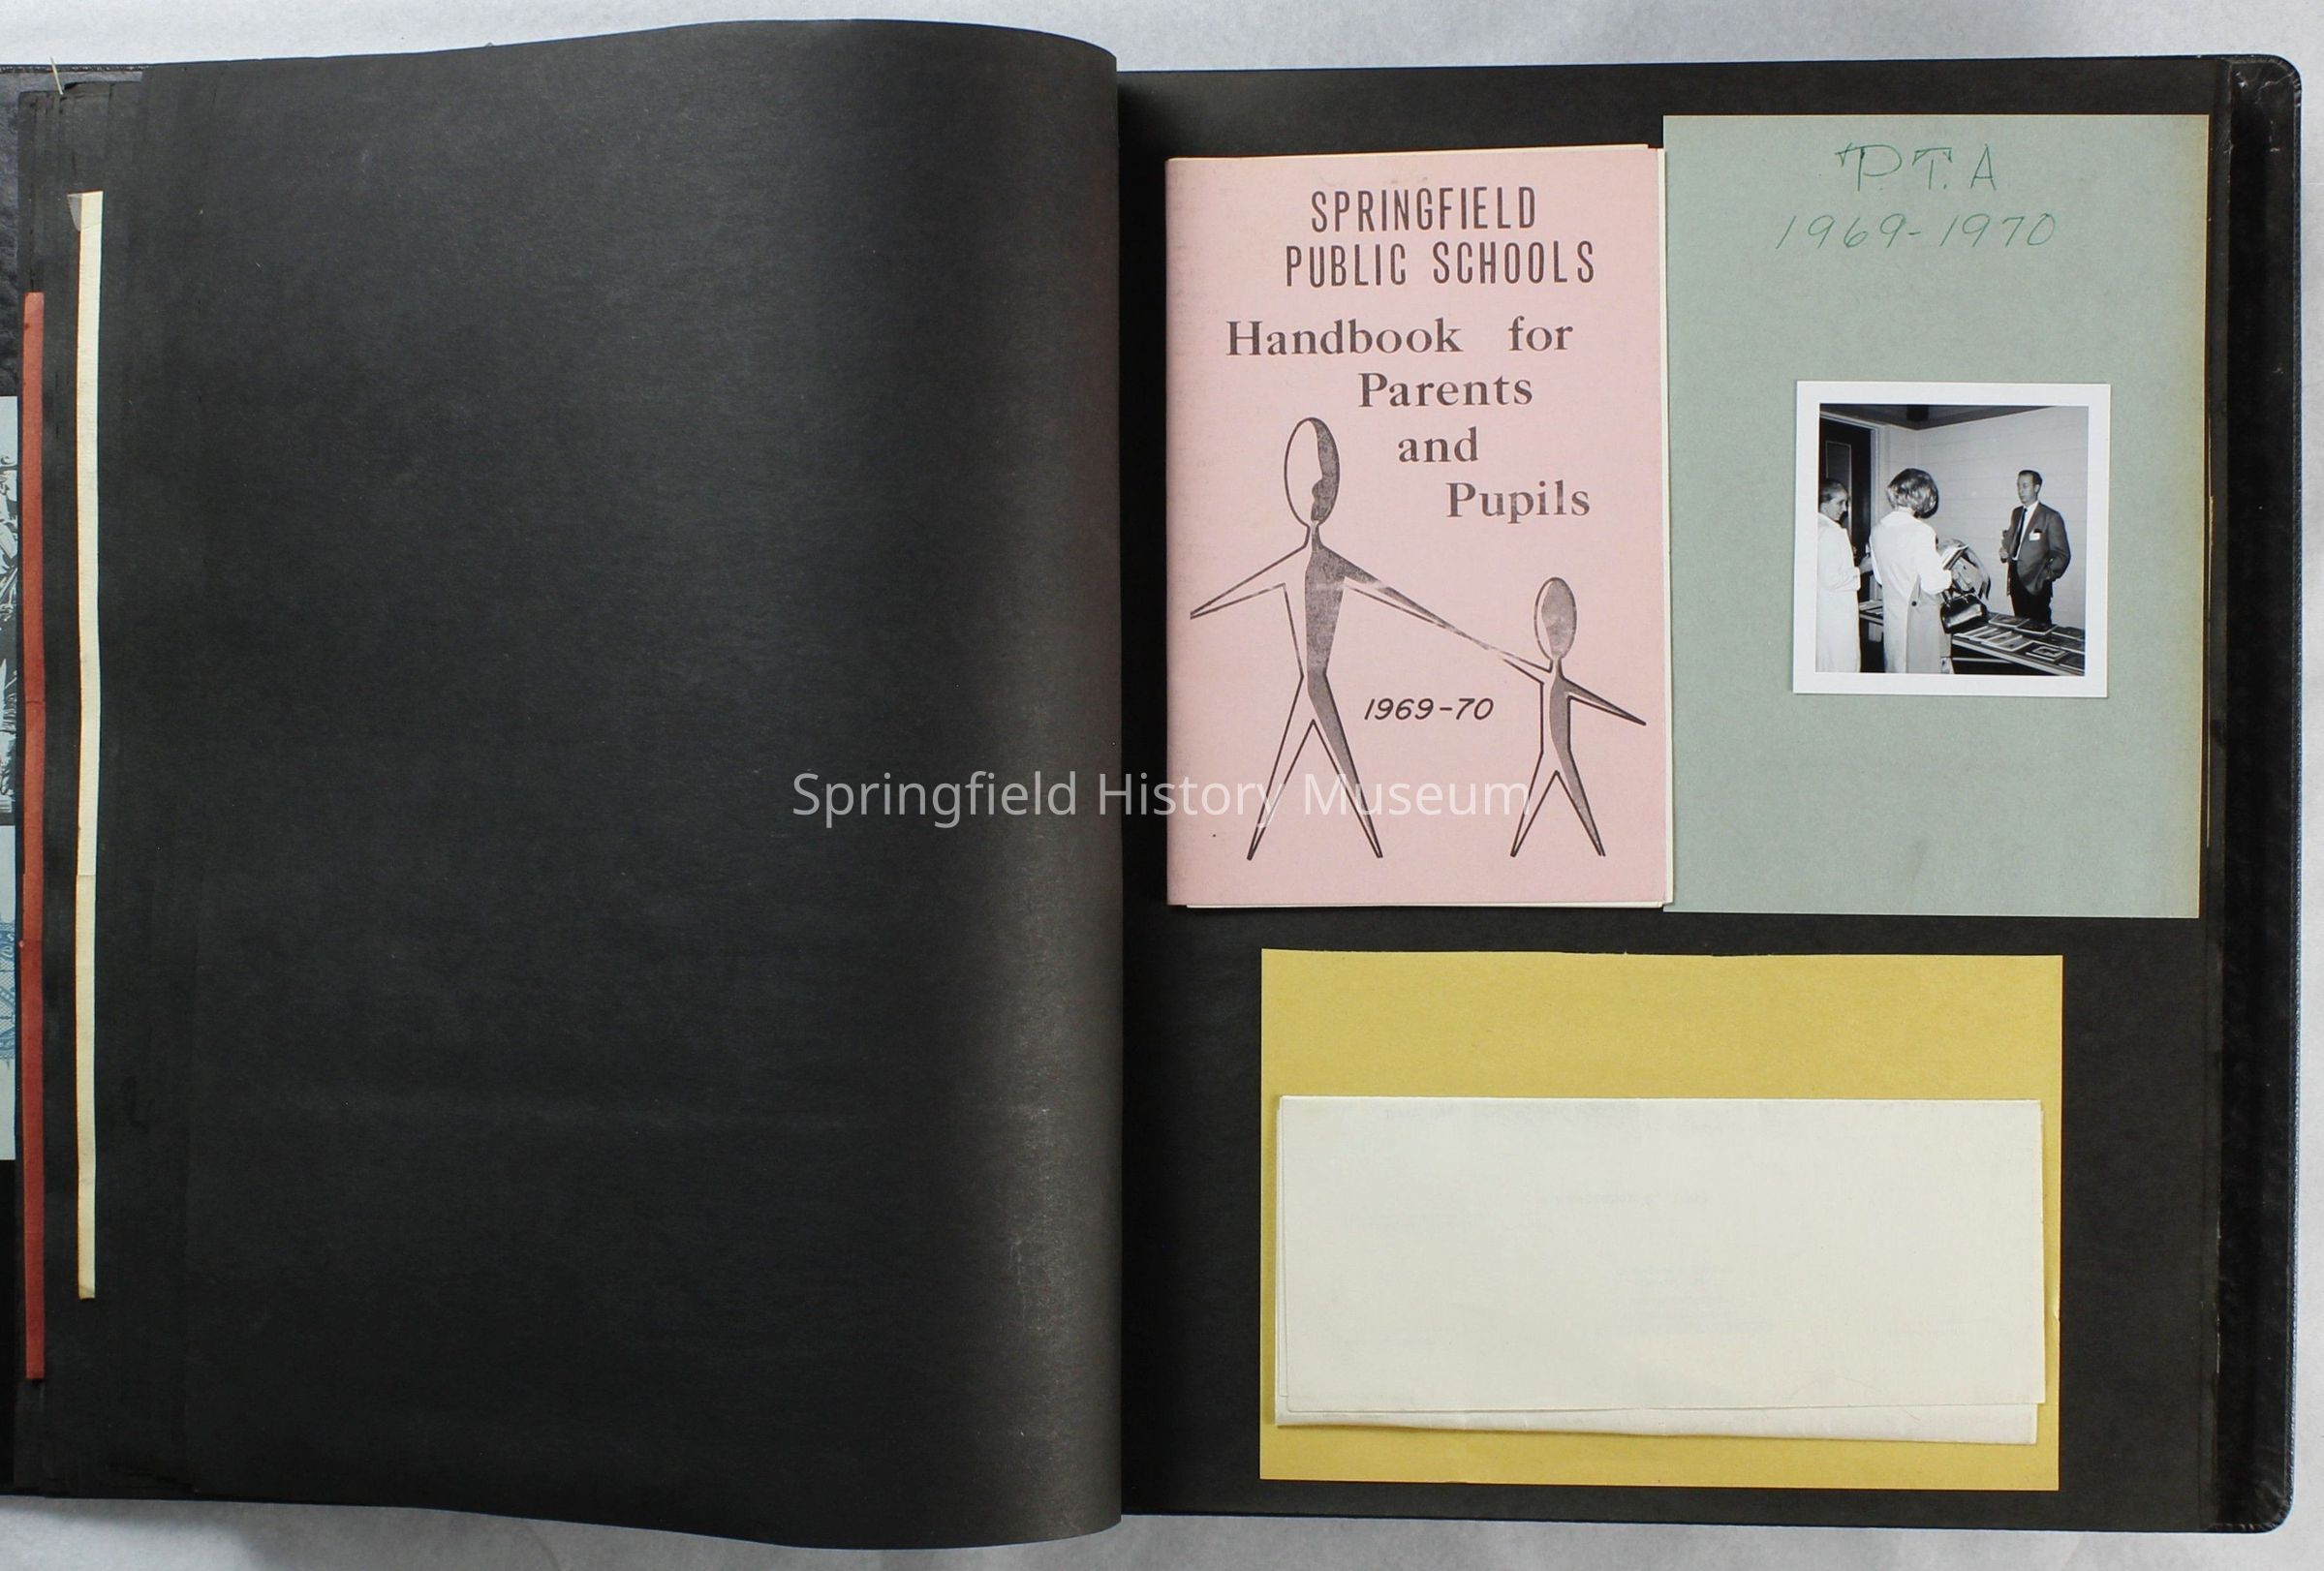 SPRINGFIELD
PUBLIC SCHOOLS
Handbook for
Parents
and
Pupils
1969-70
P.T.A
1969-1970
Springfield History Museum